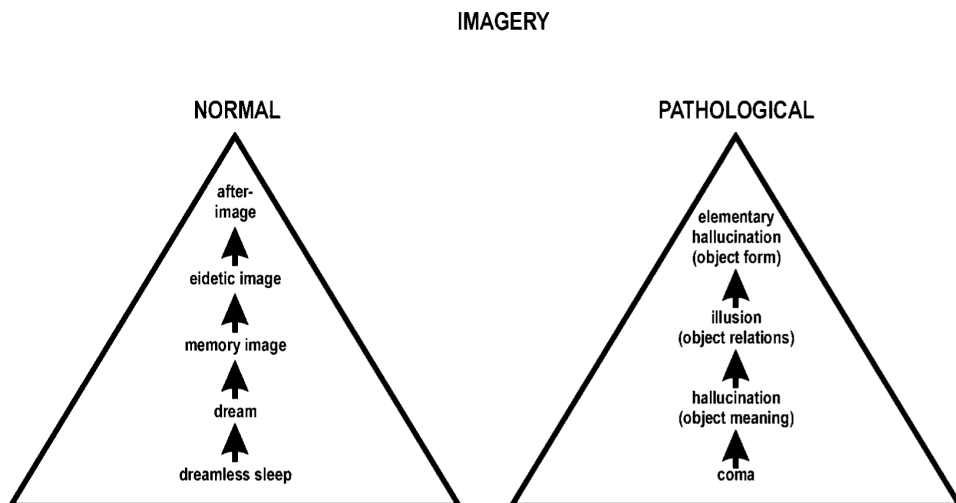 IMAGERY
NORMAL
after-
image
eidetic image
memory image
dream
dreamless sleep
PATHOLOGICAL
elementary
hallucination
(object form)
illusion
(object relations)
hallucination
(object meaning)
coma